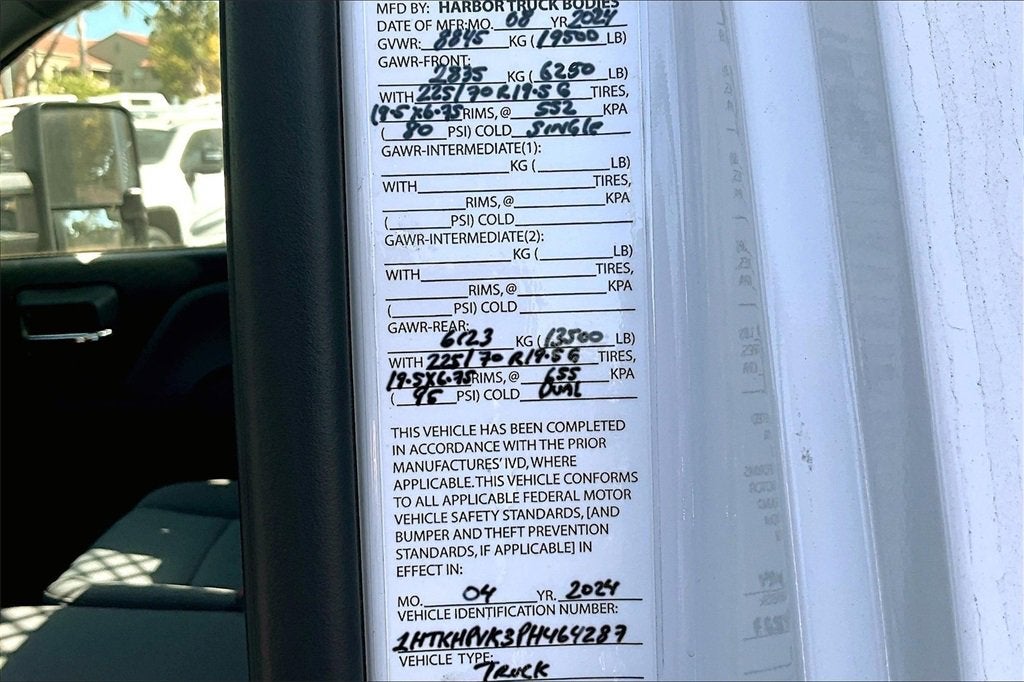 MFD BY: HARBOR TRUCK BODIES
DATE OF MFR: MO. 08 YR 2024
GVWR: 8845 KG (19500 LB)
GAWR-FRONT:
2835 KG (6250 LB)
WITH 225/70 R19.5 G TIRES,
19.5x6.75 RIMS, @ 552 KPA
(80 PSI) COLD SINGLE
GAWR-INTERMEDIATE(1):
KG ( LB)
WITH TIRES,
RIMS, @ KPA
( PSI) COLD
GAWR-INTERMEDIATE(2):
KG ( LB)
WITH TIRES,
RIMS, @ KPA
( PSI) COLD
GAWR-REAR:
6123 KG (13500 LB)
WITH 225/70 R19.5 G TIRES,
19.5x6.75 RIMS, @ 655 KPA
(95 PSI) COLD DUAL
THIS VEHICLE HAS BEEN COMPLETED
IN ACCORDANCE WITH THE PRIOR
MANUFACTURES' IVD, WHERE
APPLICABLE. THIS VEHICLE CONFORMS
TO ALL APPLICABLE FEDERAL MOTOR
VEHICLE SAFETY STANDARDS, [AND
BUMPER AND THEFT PREVENTION
STANDARDS, IF APPLICABLE] IN
EFFECT IN:
MO. 04 YR. 2024
VEHICLE IDENTIFICATION NUMBER:
1HTKHPVK3PH464287
VEHICLE TYPE:
TRUCK